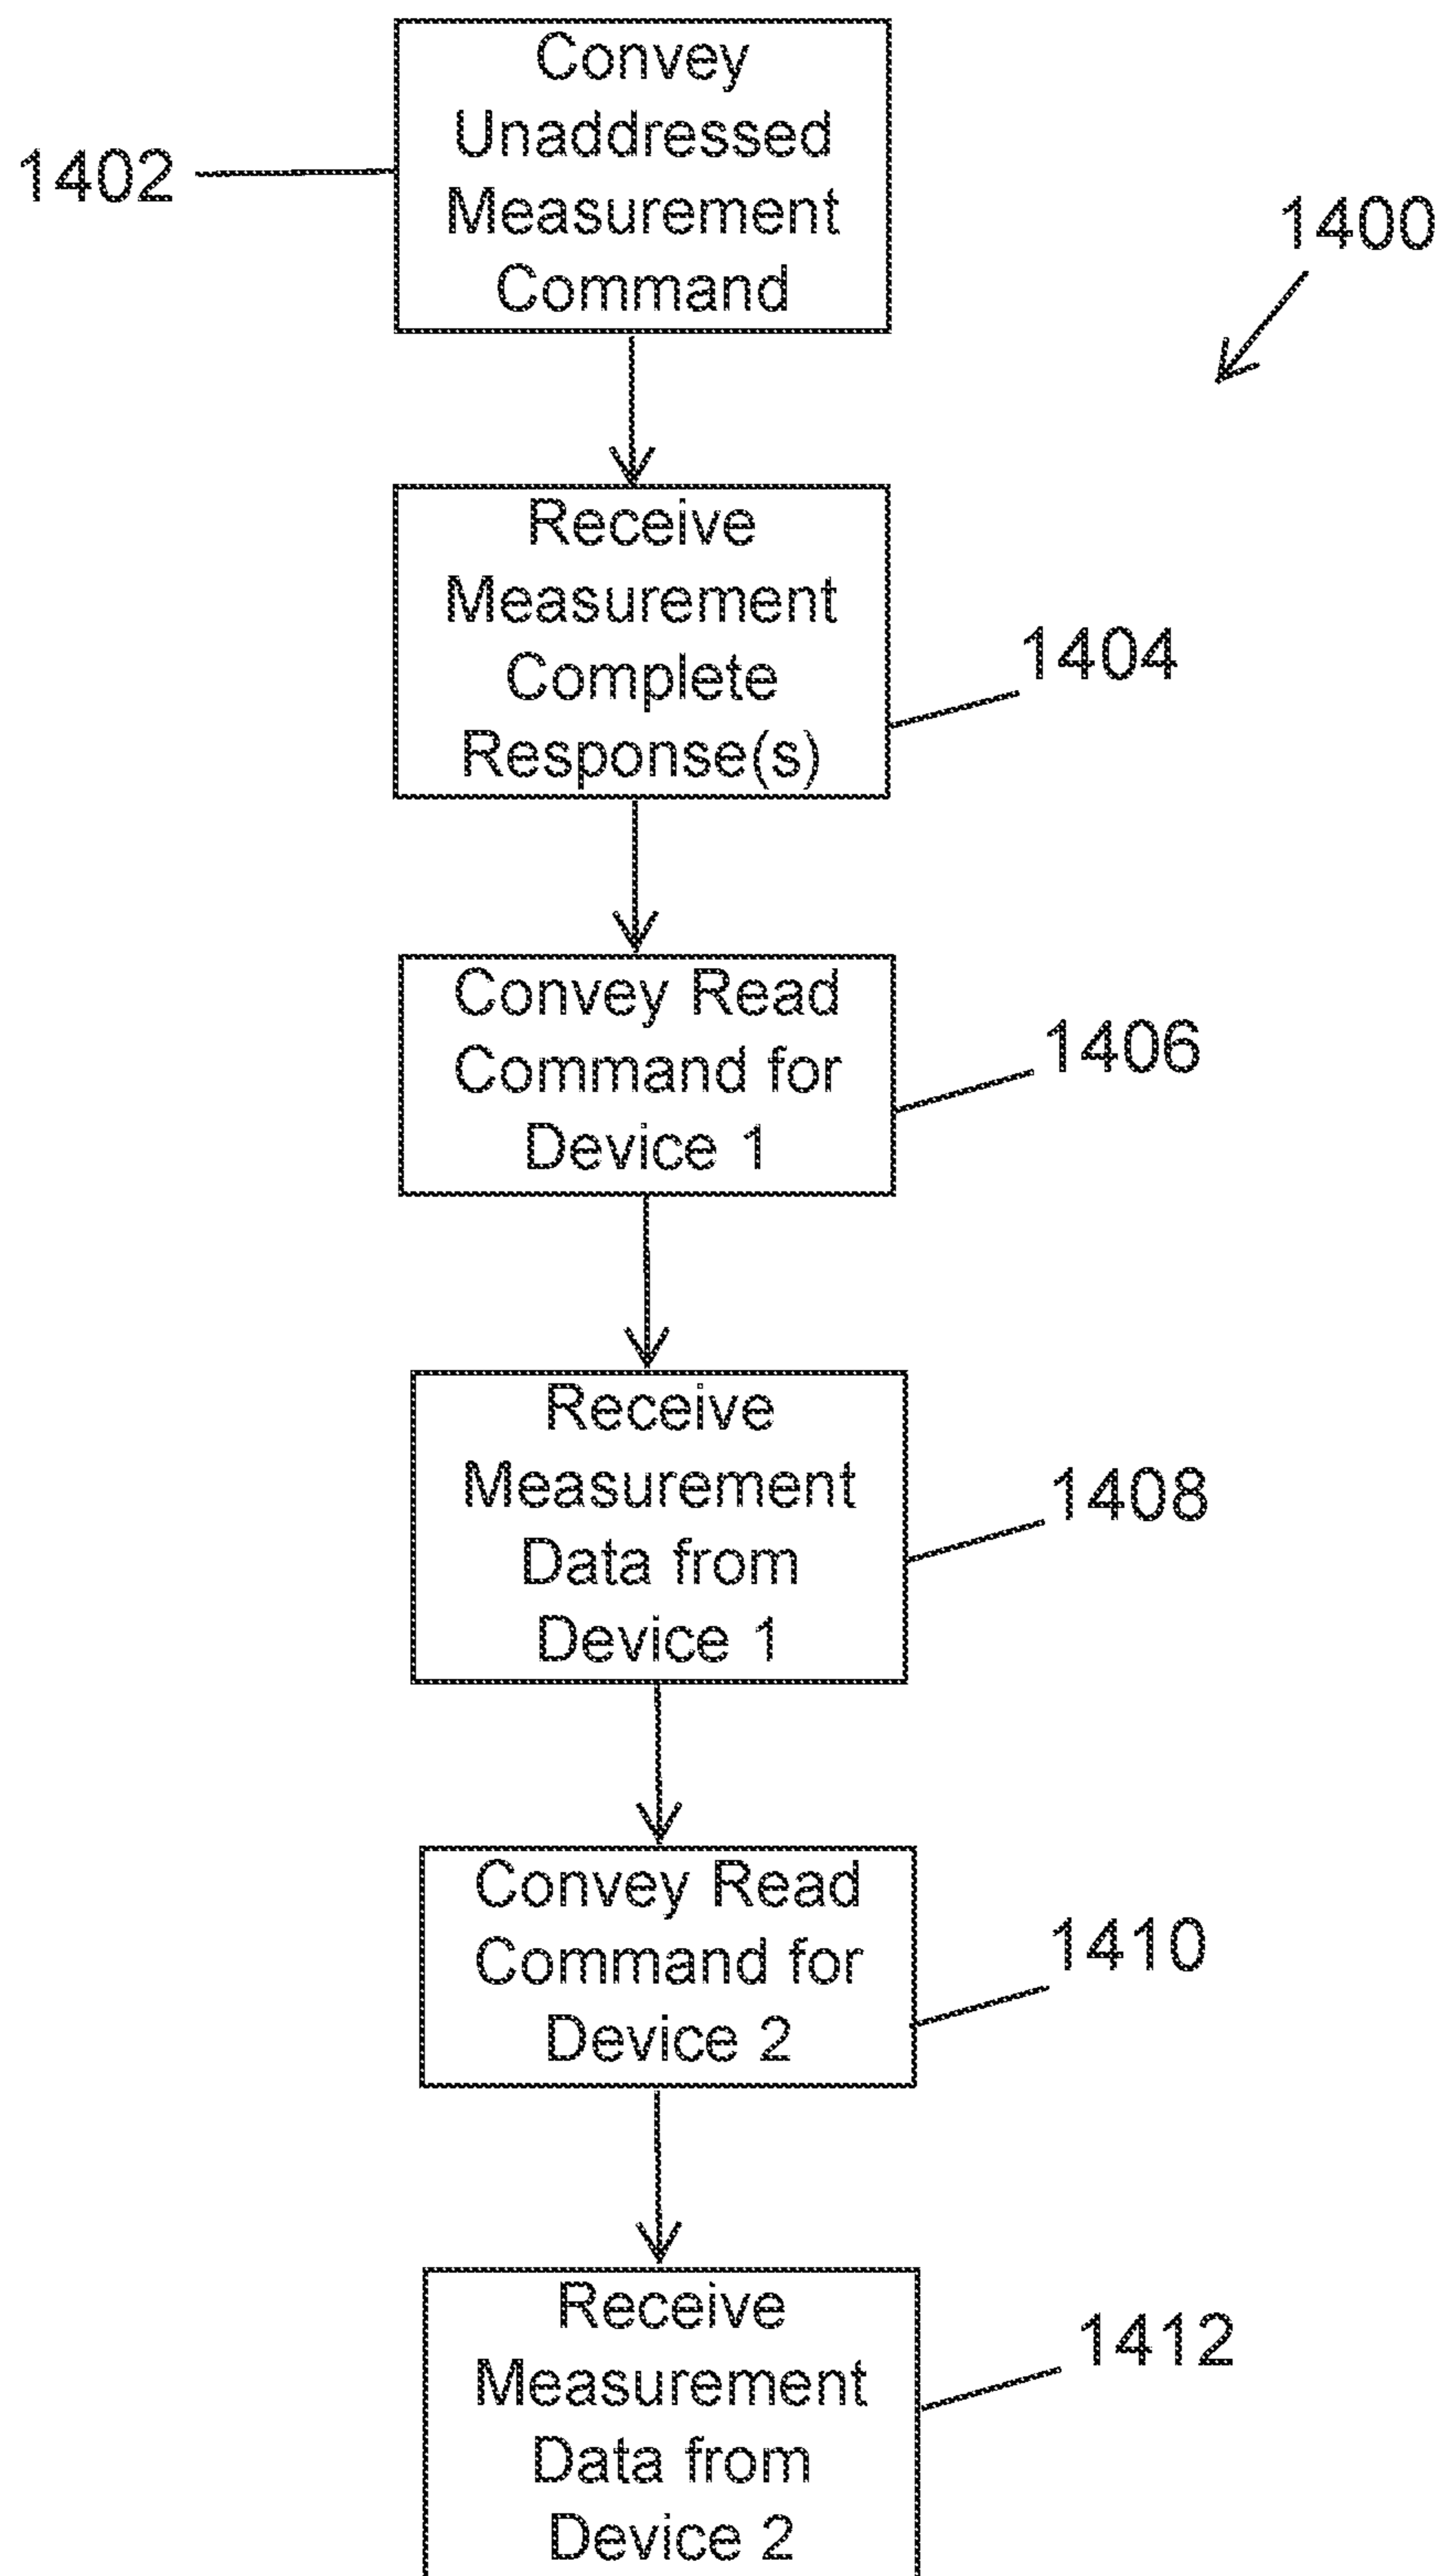 Convey
Unaddressed
Measurement
Command
1402
1400
Receive
Measurement
Complete
Response(s)
1404
Convey Read
Command for
Device 1
1406
Receive
Measurement
Data from
Device 1
1408
Convey Read
Command for
Device 2
1410
Receive
Measurement
Data from
Device 2
1412